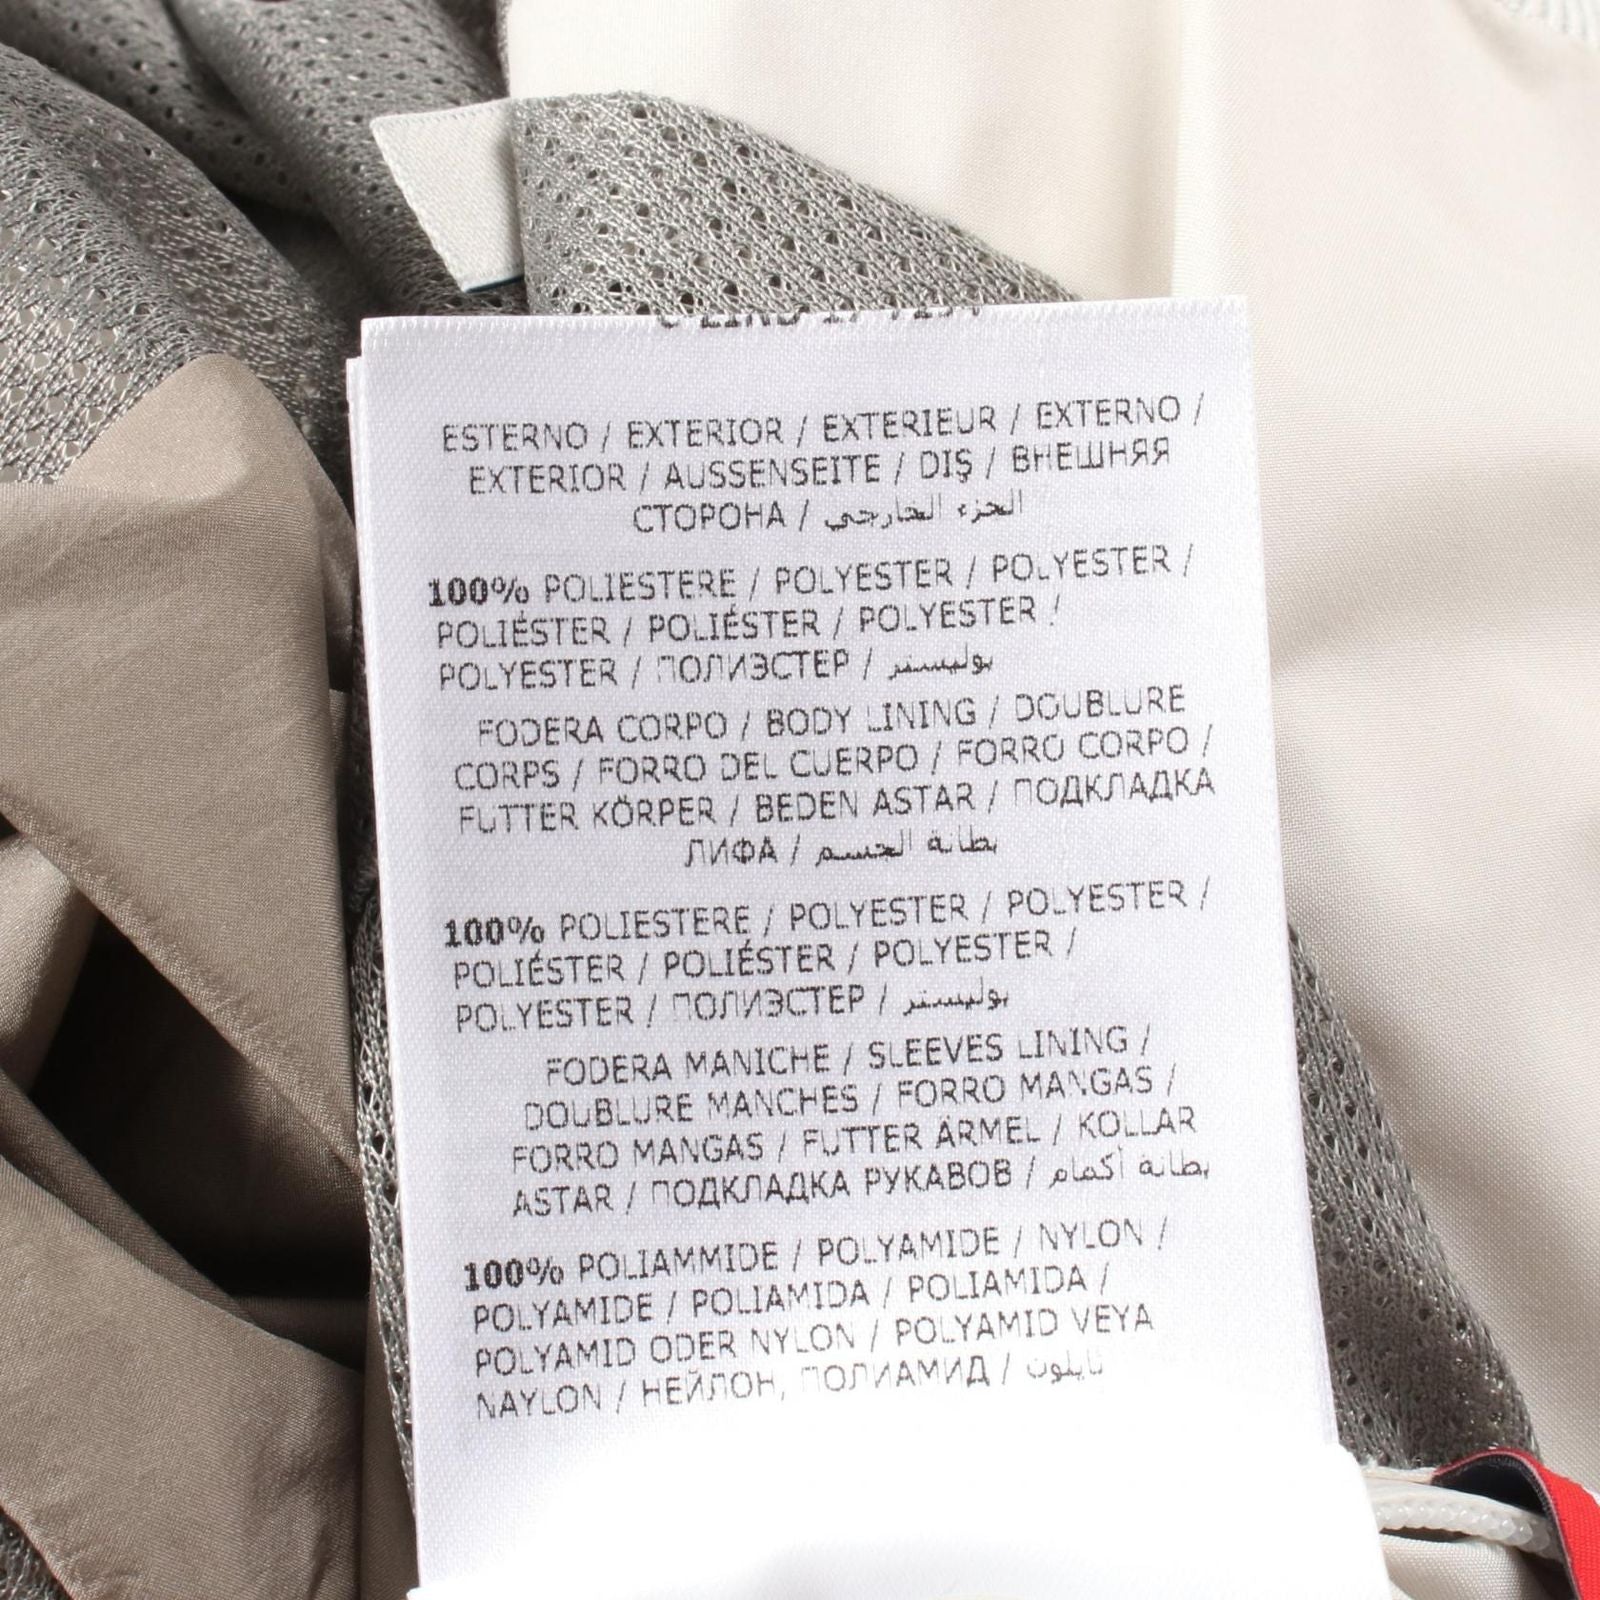 ESTERNO / EXTERIOR / EXTERIEUR / EXTERNO /
EXTERIOR / AUSSENSEITE / DIŞ / ВНЕШНЯЯ
СТОРОНА / الجزء الخارجي
100% POLIESTERE / POLYESTER / POLYESTER /
POLIÉSTER / POLIÉSTER / POLYESTER /
POLYESTER / ПОЛИЭСТЕР / بوليستر
FODERA CORPO / BODY LINING / DOUBLURE
CORPS / FORRO DEL CUERPO / FORRO CORPO /
FUTTER KÖRPER / BEDEN ASTAR / ПОДКЛАДКА
ЛИФА / بطانة الجسم
100% POLIESTERE / POLYESTER / POLYESTER /
POLIÉSTER / POLIÉSTER / POLYESTER /
POLYESTER / ПОЛИЭСТЕР / بوليستر
FODERA MANICHE / SLEEVES LINING /
DOUBLURE MANCHES / FORRO MANGAS /
FORRO MANGAS / FUTTER ÄRMEL / KOLLAR
ASTAR / ПОДКЛАДКА РУКАВОВ / بطانة أكمام
100% POLIAMMIDE / POLYAMIDE / NYLON /
POLYAMIDE / POLIAMIDA / POLIAMIDA /
POLYAMID ODER NYLON / POLYAMID VEYA
NAYLON / НЕЙЛОН, ПОЛИАМИД / نايلون